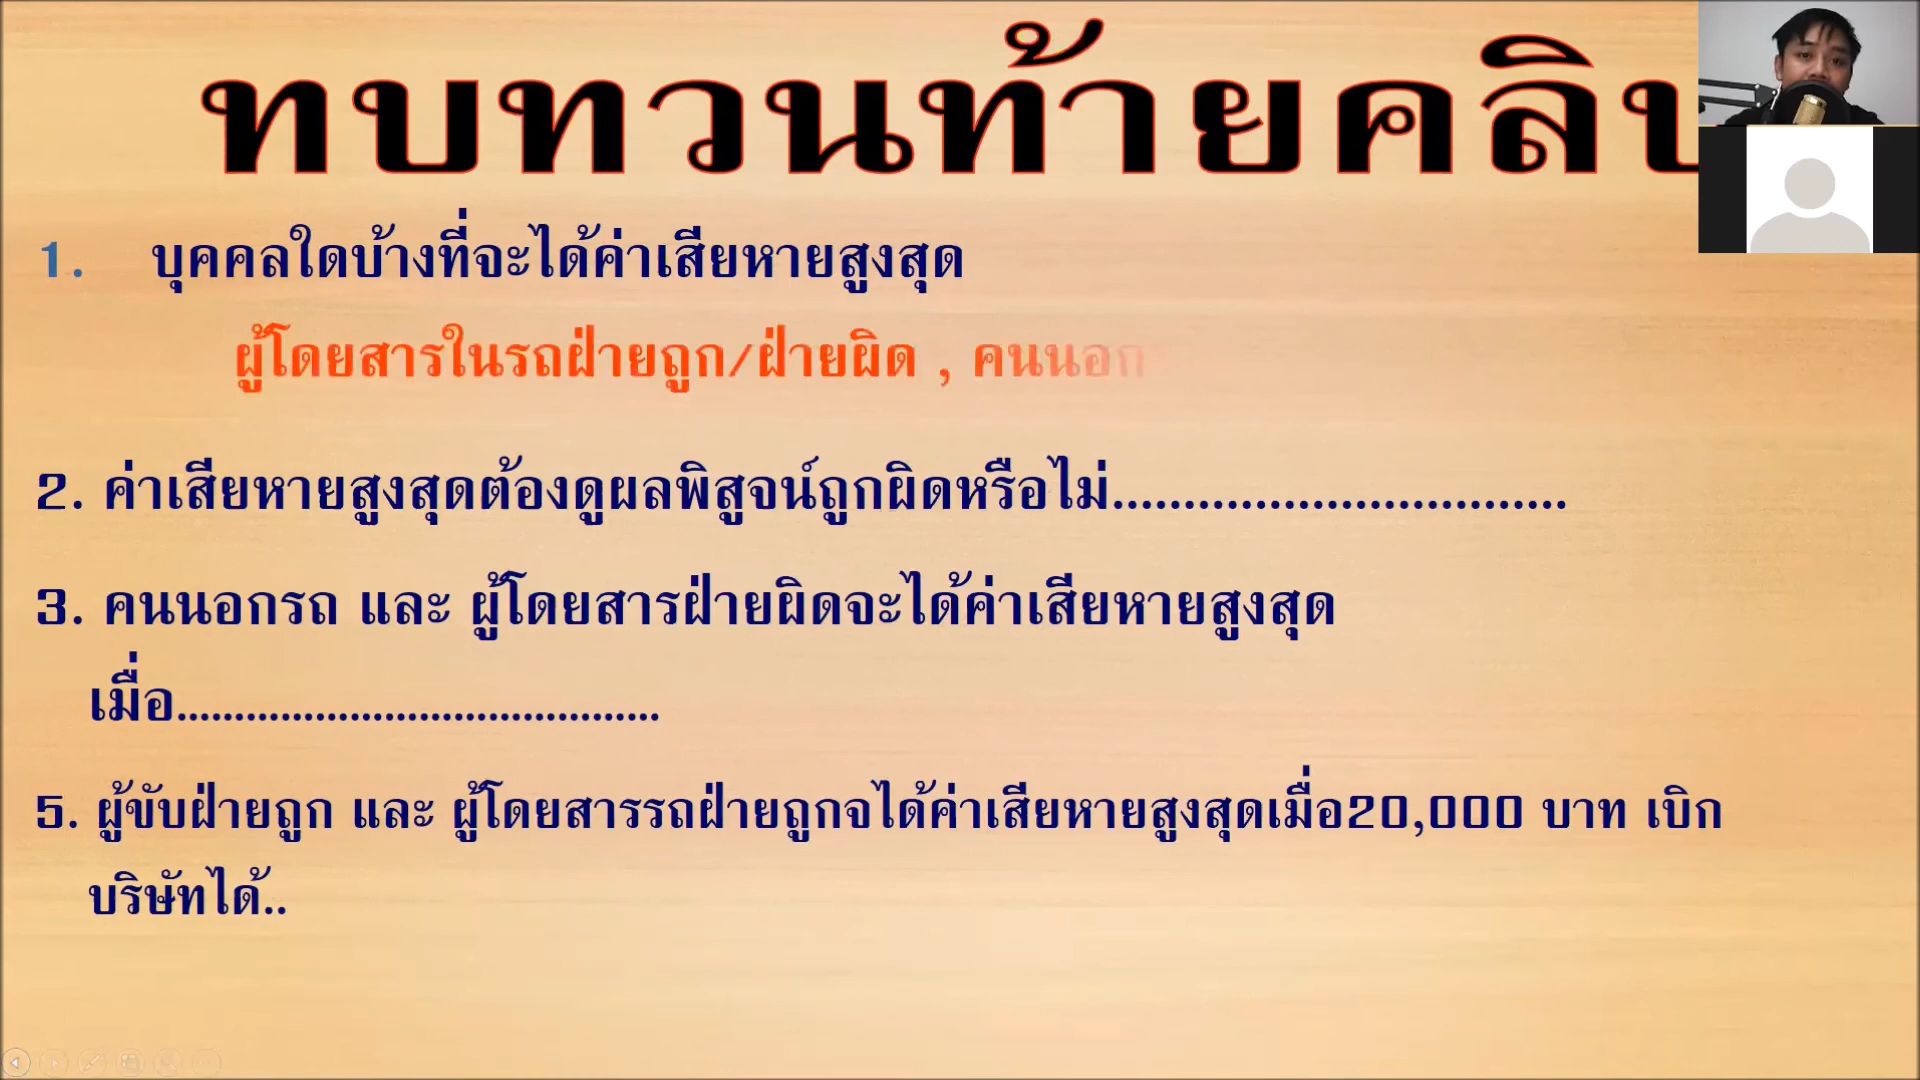 ทบทวนท้ายคลิป
1. บุคคลใดบ้างที่จะได้ค่าเสียหายสูงสุด
ผู้โดยสารในรถฝ่ายถูก/ฝ่ายผิด , คนนอก
2. ค่าเสียหายสูงสุดต้องดูผลพิสูจน์ถูกผิดหรือไม่................................
3. คนนอกรถ และ ผู้โดยสารฝ่ายผิดจะได้ค่าเสียหายสูงสุด
เมื่อ..........................................
5. ผู้ขับฝ่ายถูก และ ผู้โดยสารรถฝ่ายถูกจได้ค่าเสียหายสูงสุดเมื่อ20,000 บาท เบิก
บริษัทได้..